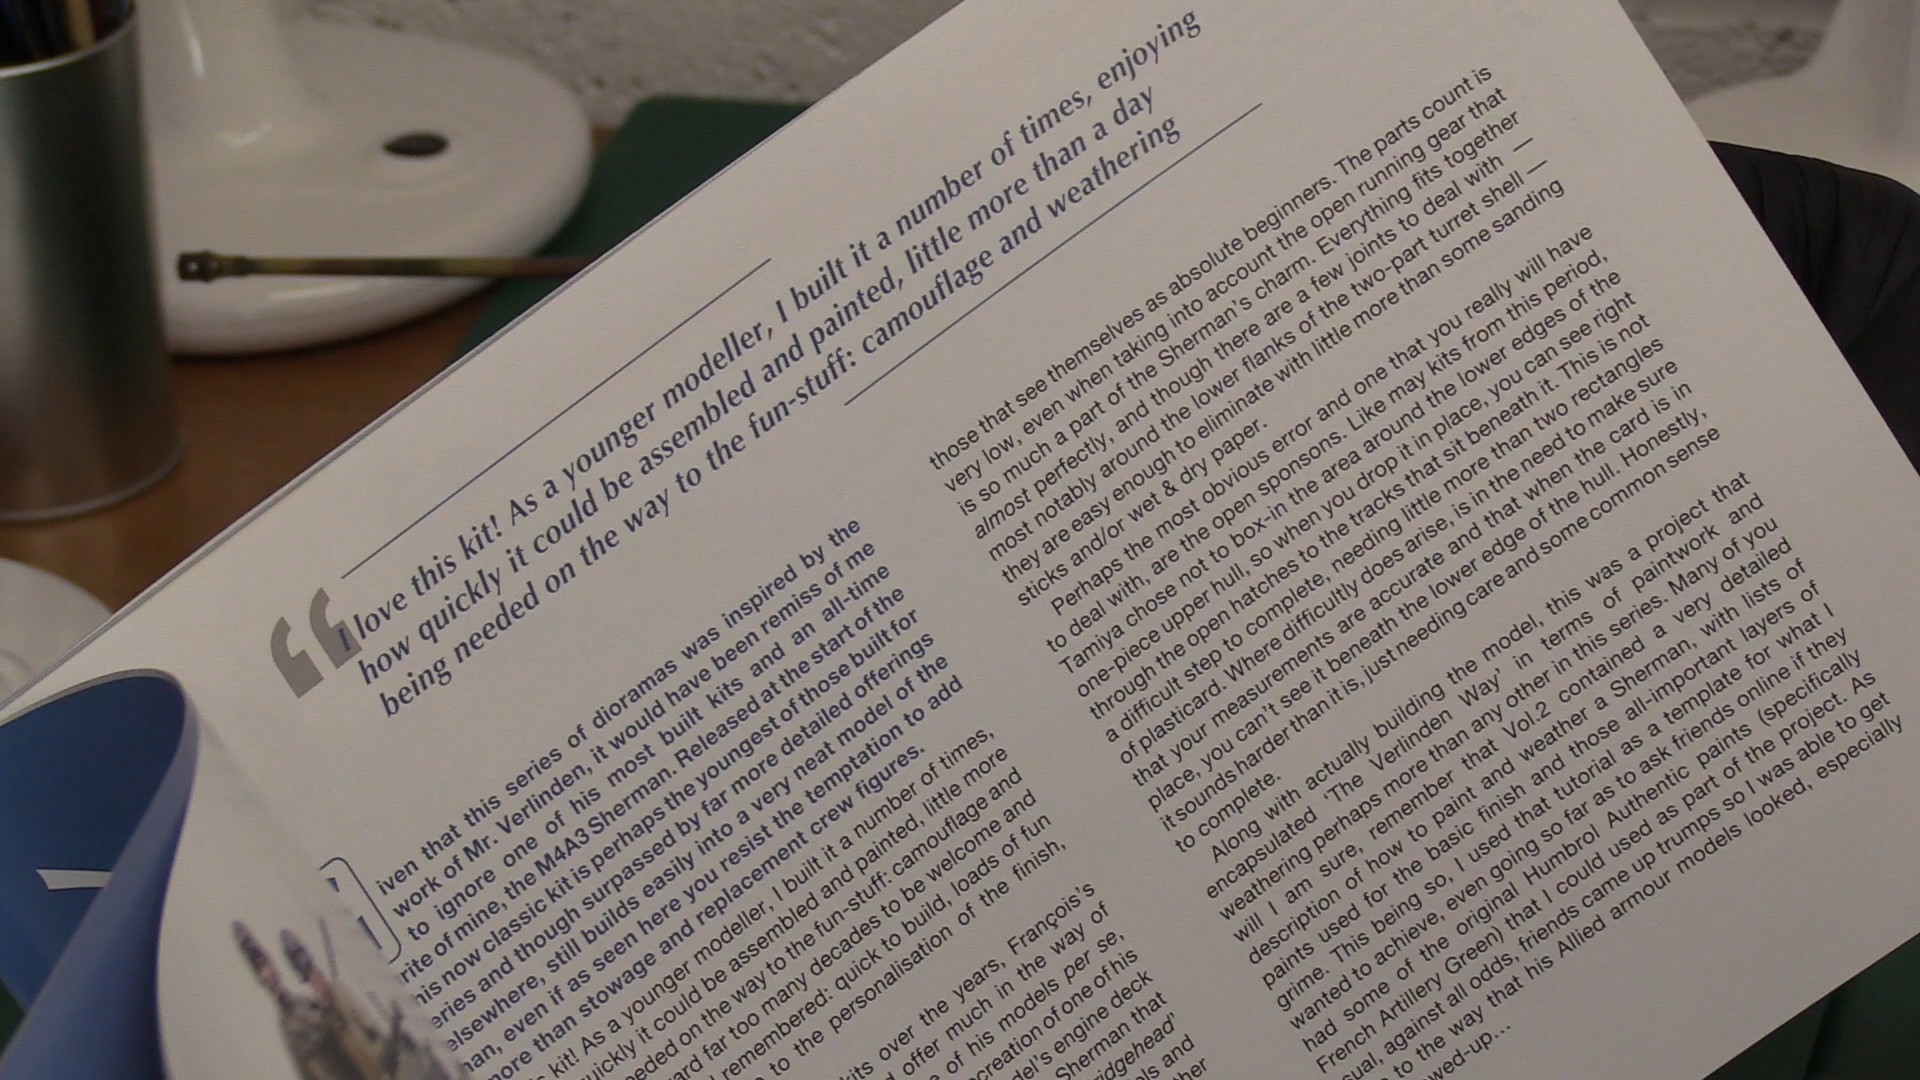 “I love this kit! As a younger modeller, I built it a number of times, enjoying
how quickly it could be assembled and painted, little more than a day
being needed on the way to the fun-stuff: camouflage and weathering
iven that this series of dioramas was inspired by the
work of Mr. Verlinden, it would have been remiss of me
to ignore one of his most built kits and an all-time
rite of mine, the M4A3 Sherman. Released at the start of the
his now classic kit is perhaps the youngest of those built for
eries and though surpassed by far more detailed offerings
elsewhere, still builds easily into a very neat model of the
man, even if as seen here you resist the temptation to add
more than stowage and replacement crew figures.
kit! As a younger modeller, I built it a number of times,
quickly it could be assembled and painted, little more
eeded on the way to the fun-stuff: camouflage and
ard far too many decades to be welcome and
remembered: quick to build, loads of fun
to the personalisation of the finish,
kits over the years, François's
offer much in the way of
of his models per se,
creation of one of his
del's engine deck
Sherman that
ridgehead"
els and
ther
those that see themselves as absolute beginners. The parts count is
very low, even when taking into account the open running gear that
is so much a part of the Sherman's charm. Everything fits together
almost perfectly, and though there are a few joints to deal with —
most notably around the lower flanks of the two-part turret shell —
they are easy enough to eliminate with little more than some sanding
sticks and/or wet & dry paper.
Perhaps the most obvious error and one that you really will have
to deal with, are the open sponsons. Like may kits from this period,
Tamiya chose not to box-in the area around the lower edges of the
one-piece upper hull, so when you drop it in place, you can see right
through the open hatches to the tracks that sit beneath it. This is not
a difficult step to complete, needing little more than two rectangles
of plasticard. Where difficultly does arise, is in the need to make sure
that your measurements are accurate and that when the card is in
place, you can't see it beneath the lower edge of the hull. Honestly,
it sounds harder than it is, just needing care and some common sense
to complete.
Along with actually building the model, this was a project that
encapsulated 'The Verlinden Way' in terms of paintwork and
weathering perhaps more than any other in this series. Many of you
will I am sure, remember that Vol.2 contained a very detailed
description of how to paint and weather a Sherman, with lists of
paints used for the basic finish and those all-important layers of
grime. This being so, I used that tutorial as a template for what I
wanted to achieve, even going so far as to ask friends online if they
had some of the original Humbrol Authentic paints (specifically
French Artillery Green) that I could used as part of the project. As
sual, against all odds, friends came up trumps so I was able to get
to the way that his Allied armour models looked, especially
owed-up...